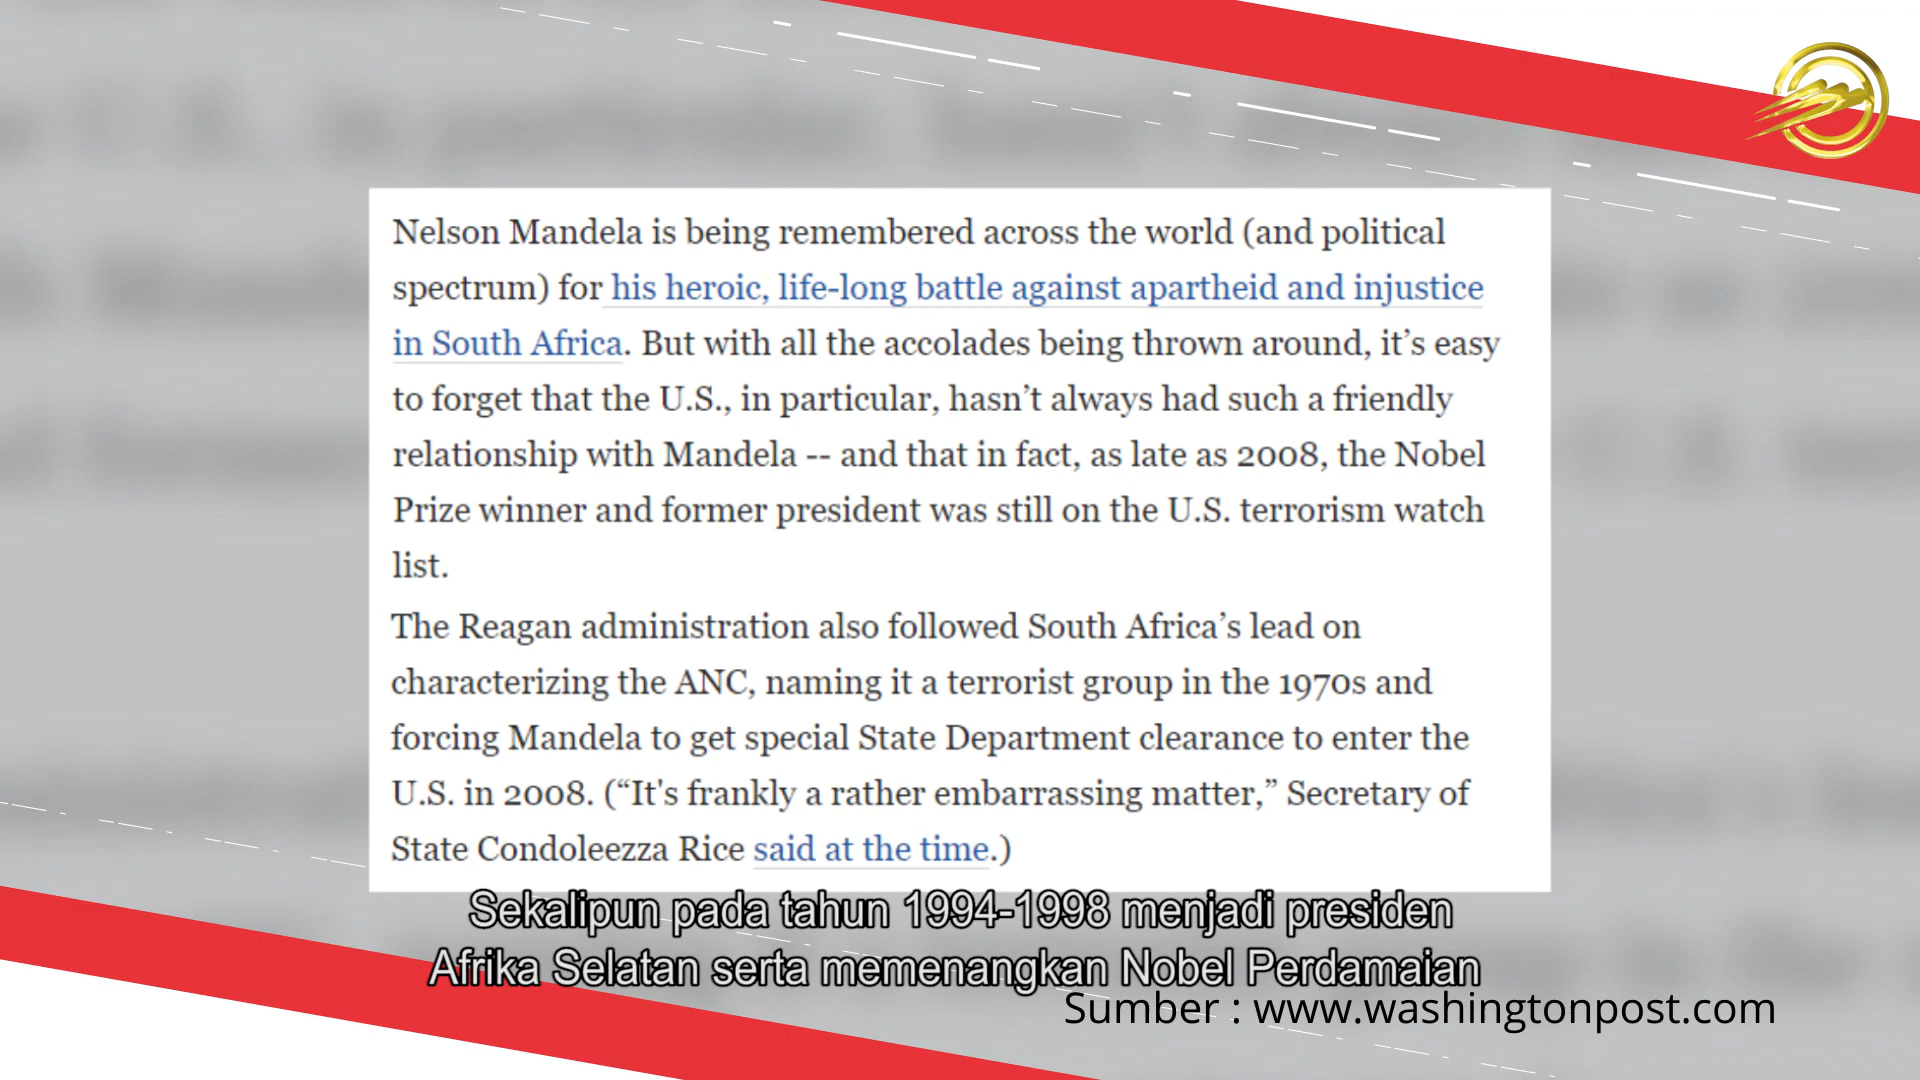 Nelson Mandela is being remembered across the world (and political
spectrum) for his heroic, life-long battle against apartheid and injustice
in South Africa. But with all the accolades being thrown around, it’s easy
to forget that the U.S., in particular, hasn’t always had such a friendly
relationship with Mandela -- and that in fact, as late as 2008, the Nobel
Prize winner and former president was still on the U.S. terrorism watch
list.
The Reagan administration also followed South Africa’s lead on
characterizing the ANC, naming it a terrorist group in the 1970s and
forcing Mandela to get special State Department clearance to enter the
U.S. in 2008. (“It's frankly a rather embarrassing matter,” Secretary of
State Condoleezza Rice said at the time.)
Sekalipun pada tahun 1994-1998 menjadi presiden
Afrika Selatan serta memenangkan Nobel Perdamaian
Sumber : www.washingtonpost.com